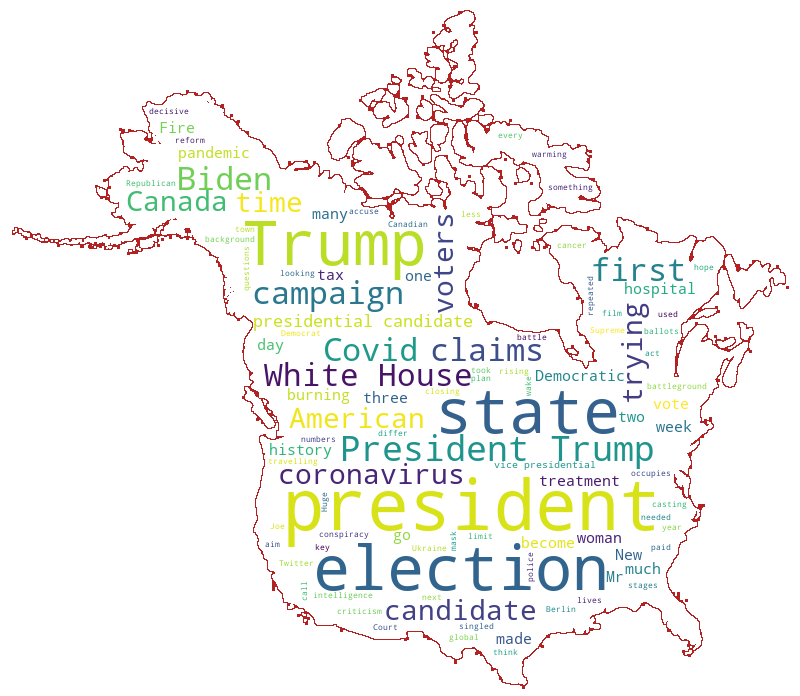 decisive
Fire
reform
every
warming
pandemic
Republican
Biden
something
Canada
time
many
accuse
Canadian
less
town
background
questions
Trump
voters
cancer
first
hope
looking
tax
one
repeated
hospital
campaign
film
used
presidential candidate
Supreme
ballots
trying
Democrat
battle
day
Covid
claims
act
White House
took
plan
rising
wake
Democratic
battleground
burning
three
closing
American
state
two
vote
week
numbers
differ
history
President Trump
travelling
vice presidential
coronavirus
treatment
occupies
president
Huge
casting
needed
year
Joe
aim
conspiracy
key
go
mask
limit
become
woman
paid
Ukraine
police
New
Twitter
election
Mr
much
call
intelligence
next
stages
criticism
candidate
Berlin
lives
Court
singled
global
made
think